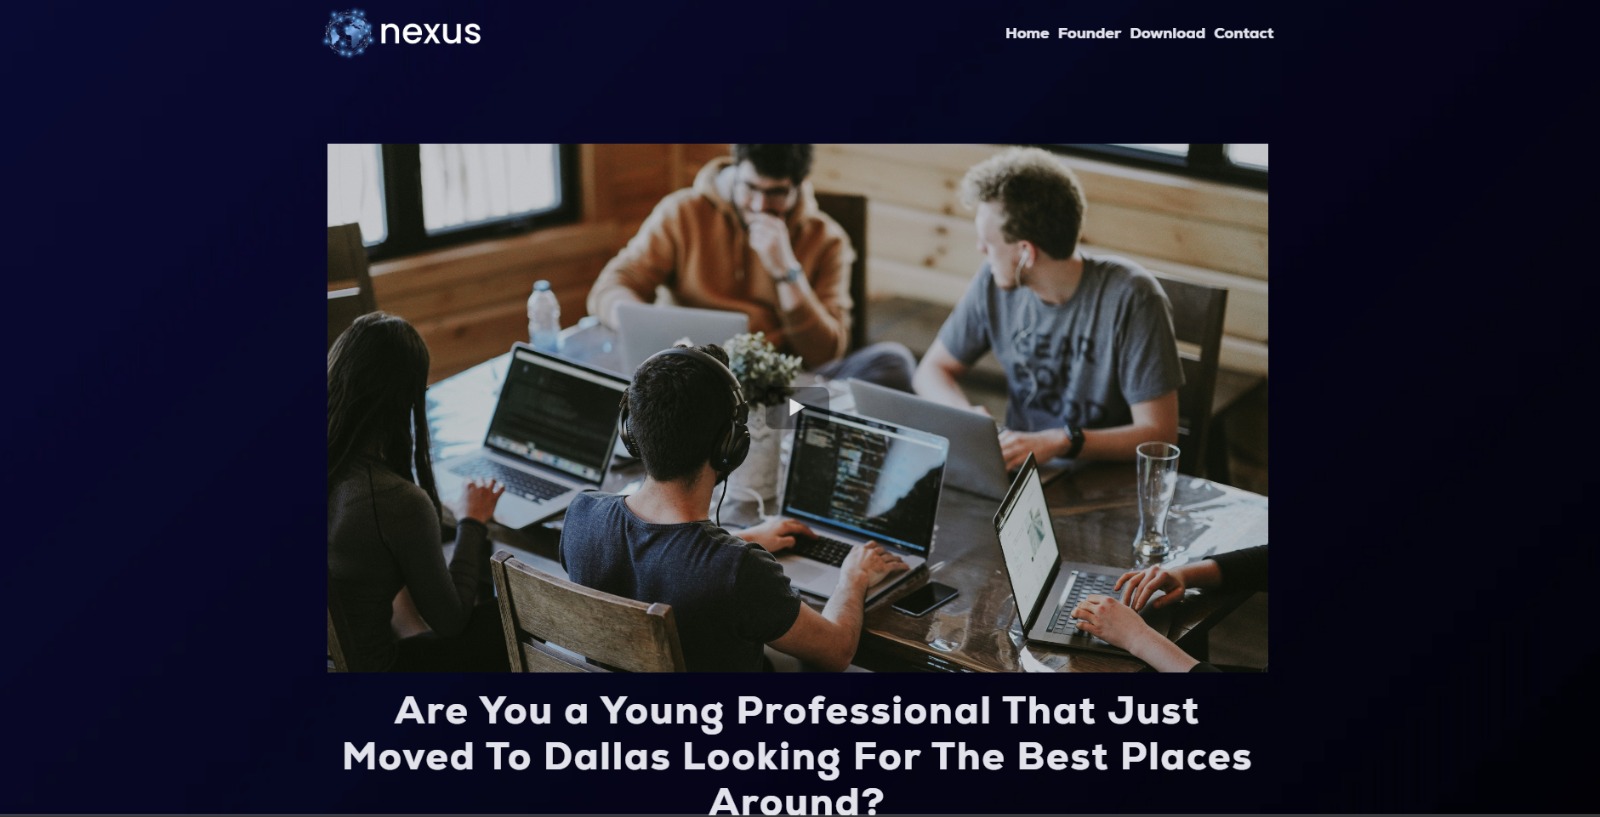 nexus
Home Founder Download Contact
Are You a Young Professional That Just
Moved To Dallas Looking For The Best Places
Around?